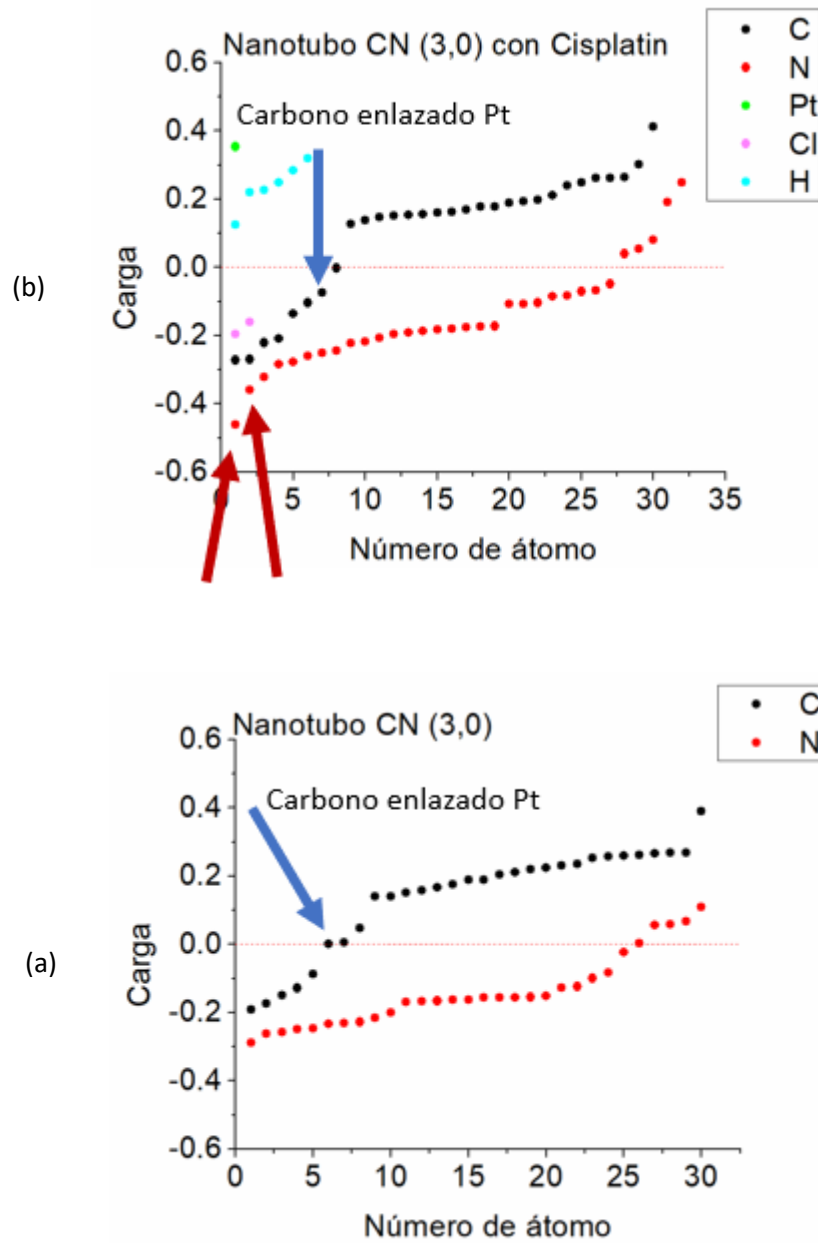 Nanotubo CN (3,0) con Cisplatin
C
N
Pt
Cl
H
Carbono enlazado Pt
0.6
0.4
0.2
0.0
-0.2
-0.4
-0.6
(b)
Carga
0 5 10 15 20 25 30 35
Número de átomo
Nanotubo CN (3,0)
C
N
Carbono enlazado Pt
0.6
0.4
0.2
0.0
-0.2
-0.4
-0.6
(a)
Carga
0 5 10 15 20 25 30
Número de átomo